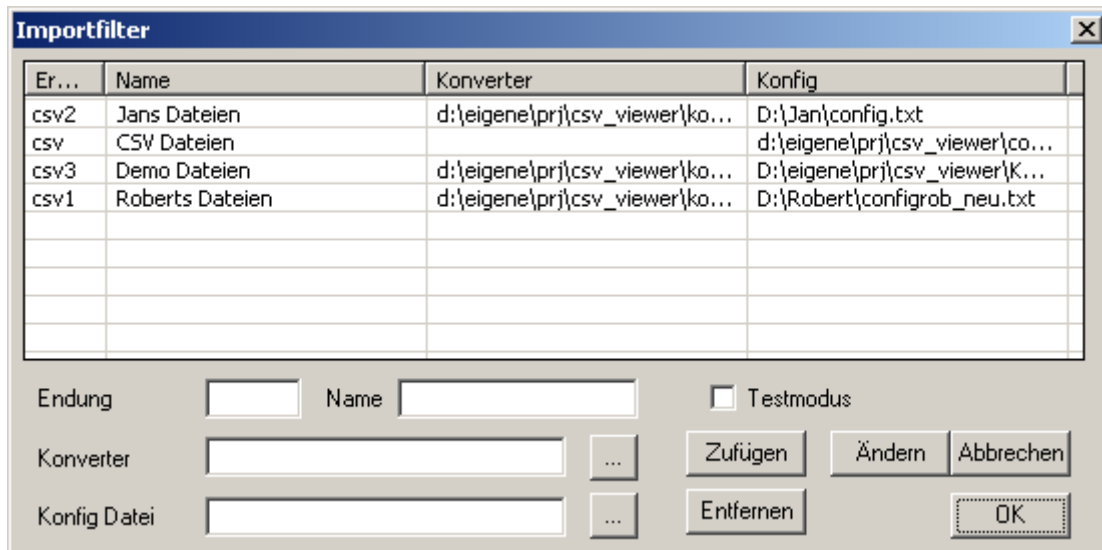 Importfilter
Er... Name Konverter Konfig
csv2 Jans Dateien d:\eigene\prj\csv_viewer\ko... D:\Jan\config.txt
csv CSV Dateien d:\eigene\prj\csv_viewer\co...
csv3 Demo Dateien d:\eigene\prj\csv_viewer\ko... D:\eigene\prj\csv_viewer\K...
csv1 Roberts Dateien d:\eigene\prj\csv_viewer\ko... D:\Robert\configrob_neu.txt
Endung Name Testmodus
Konverter ... Zufügen Ändern Abbrechen
Konfig Datei ... Entfernen OK